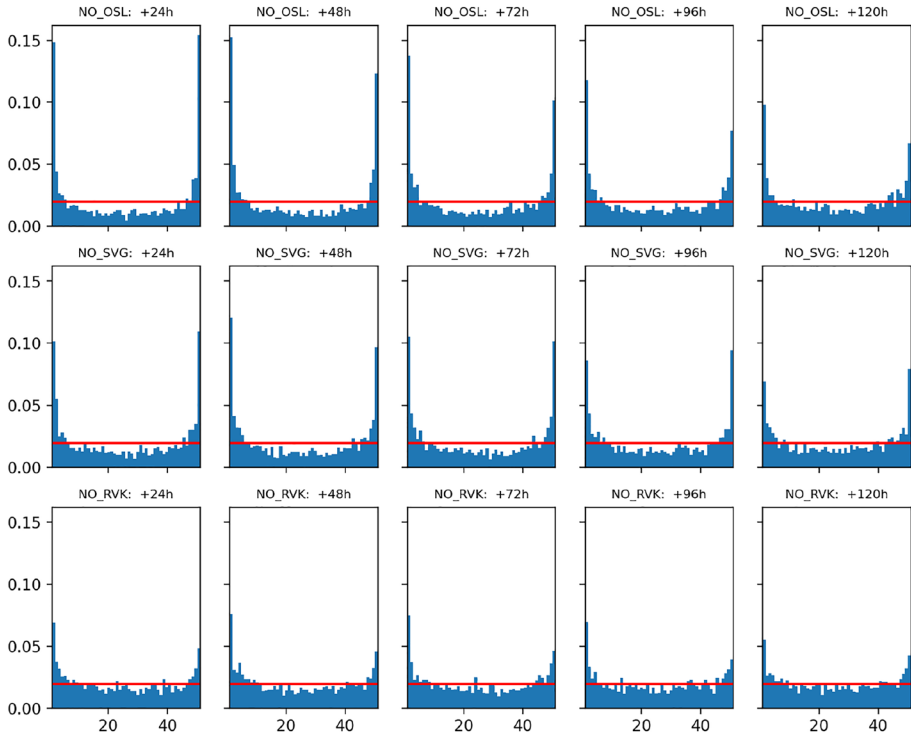 NO_OSL: +24h
NO_OSL: +48h
NO_OSL: +72h
NO_OSL: +96h
NO_OSL: +120h
0.15
0.10
0.05
0.00
NO_SVG: +24h
NO_SVG: +48h
NO_SVG: +72h
NO_SVG: +96h
NO_SVG: +120h
0.15
0.10
0.05
0.00
NO_RVK: +24h
NO_RVK: +48h
NO_RVK: +72h
NO_RVK: +96h
NO_RVK: +120h
0.15
0.10
0.05
0.00
20 40
20 40
20 40
20 40
20 40